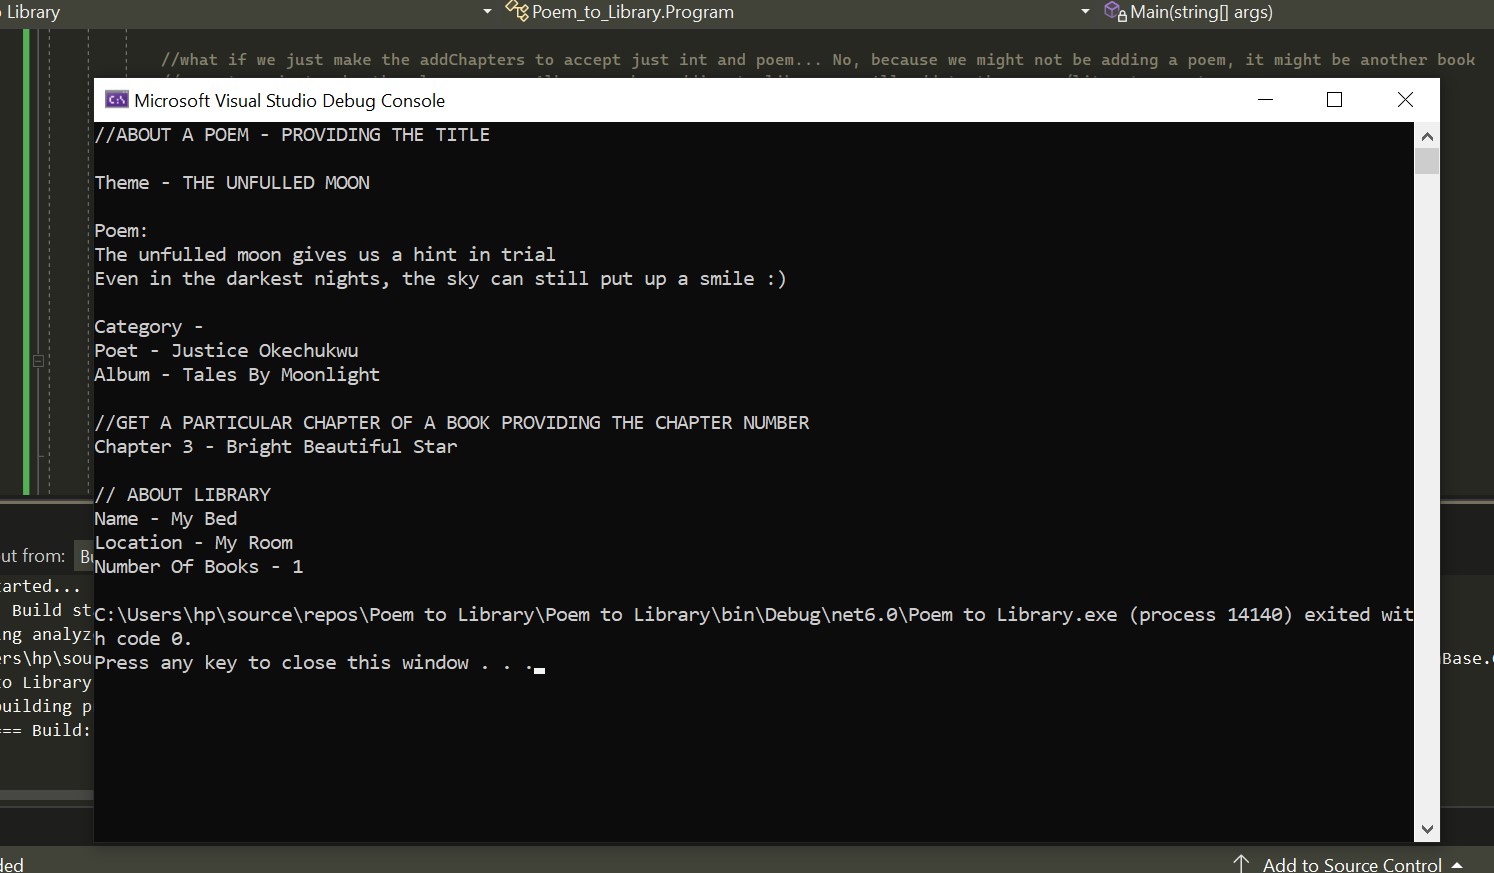 Library
Poem_to_Library.Program
Main(string[] args)
//what if we just make the addChapters to accept just int and poem... No, because we might not be adding a poem, it might be another book
Microsoft Visual Studio Debug Console
//ABOUT A POEM - PROVIDING THE TITLE
Theme - THE UNFULLED MOON
Poem:
The unfulled moon gives us a hint in trial
Even in the darkest nights, the sky can still put up a smile :)
Category -
Poet - Justice Okechukwu
Album - Tales By Moonlight
//GET A PARTICULAR CHAPTER OF A BOOK PROVIDING THE CHAPTER NUMBER
Chapter 3 - Bright Beautiful Star
// ABOUT LIBRARY
Name - My Bed
Location - My Room
Number Of Books - 1
C:\Users\hp\source\repos\Poem to Library\Poem to Library\bin\Debug\net6.0\Poem to Library.exe (process 14140) exited wit
h code 0.
Press any key to close this window . . .
ut from:
arted...
Build st
ng analyz
ers\hp\sou
Base.
o Library
uilding p
=== Build:
ded
Add to Source Control